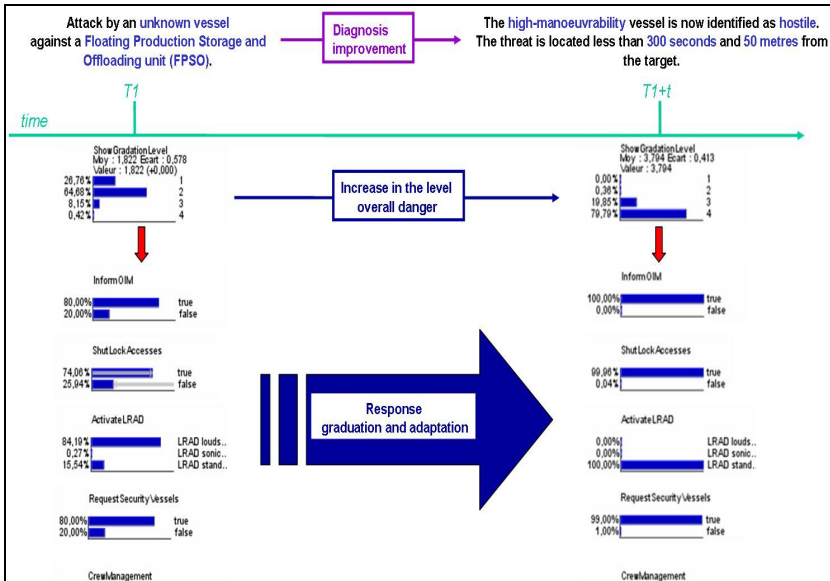 Attack by an unknown vessel
against a Floating Production Storage and
Offloading unit (FPSO).
Diagnosis
improvement
The high-manoeuvrability vessel is now identified as hostile.
The threat is located less than 300 seconds and 50 metres from
the target.
T1
T1+t
time
ShowGradationLevel
Moy : 1,822 Ecart : 0,578
Valeur : 1,822 (+0,000)
26,76% 1
64,68% 2
8,15% 3
0,42% 4
Increase in the level
overall danger
ShowGradationLevel
Moy : 3,794 Ecart : 0,413
Valeur : 3,794
0,00% 1
0,36% 2
19,85% 3
79,79% 4
InformOIM
80,00% true
20,00% false
ShutLockAccesses
74,06% true
25,94% false
ActivateLRAD
84,19% LRAD louds..
0,27% LRAD sonic..
15,54% LRAD stand..
RequestSecurityVessels
80,00% true
20,00% false
CrewManagement
Response
graduation and adaptation
InformOIM
100,00% true
0,00% false
ShutLockAccesses
99,96% true
0,04% false
ActivateLRAD
0,00% LRAD louds..
0,00% LRAD sonic..
100,00% LRAD stand..
RequestSecurityVessels
99,00% true
1,00% false
CrewManagement